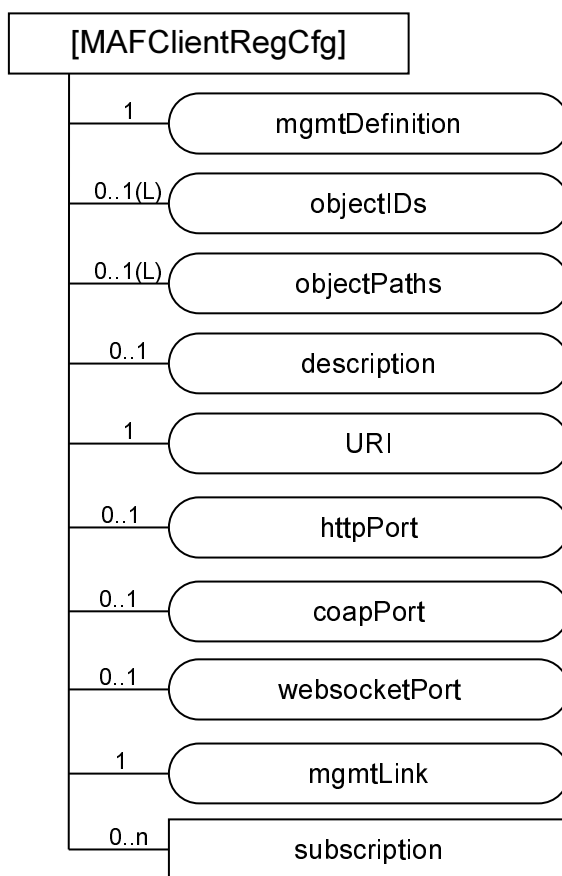 [MAFClientRegCfg]
1
mgmtDefinition
0..1(L)
objectIDs
0..1(L)
objectPaths
0..1
description
1
URI
0..1
httpPort
0..1
coapPort
0..1
websocketPort
1
mgmtLink
0..n
subscription